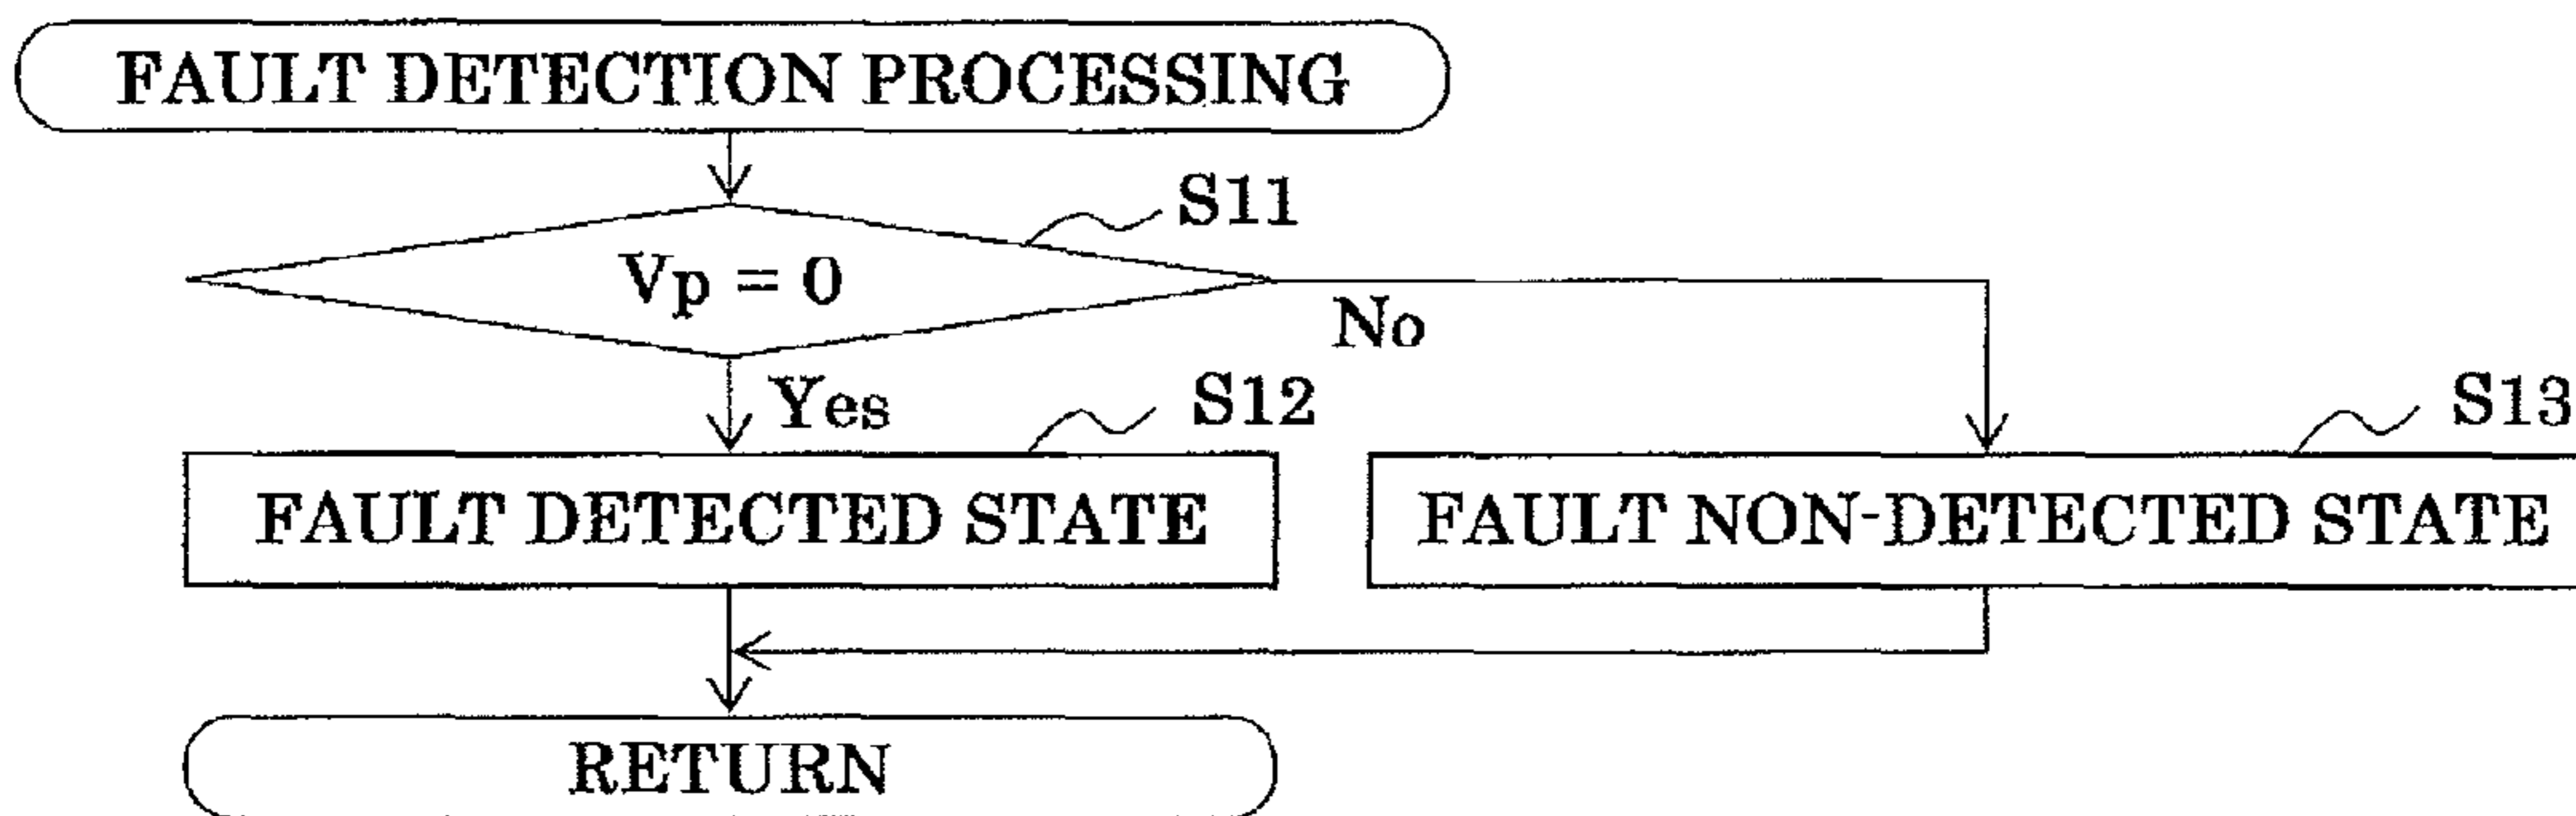 FAULT DETECTION PROCESSING
S11
Vp = 0
No
Yes
S12
S13
FAULT DETECTED STATE
FAULT NON-DETECTED STATE
RETURN